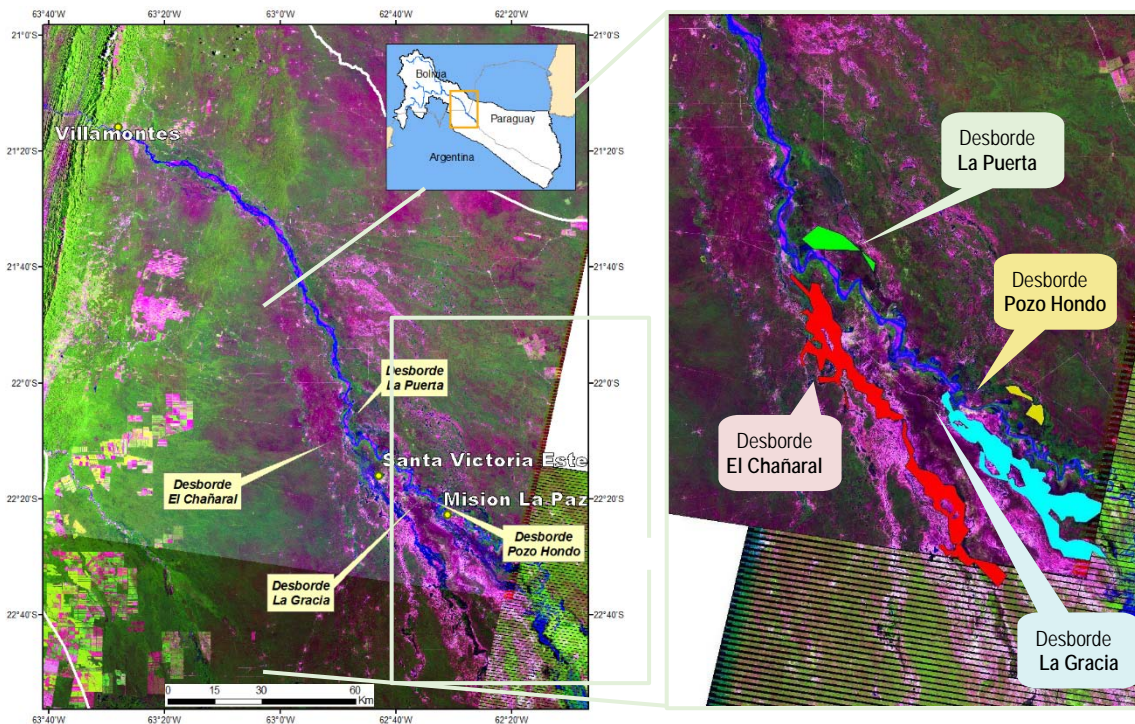 63°40'W
63°20'W
63°0'W
62°40'W
62°20'W
21°0'S
21°20'S
21°40'S
22°0'S
22°20'S
22°40'S
21°0'S
21°20'S
21°40'S
22°0'S
22°20'S
22°40'S
Bolivia
Paraguay
Argentina
Villamontes
Desborde
La Puerta
Desborde
El Chañaral
Santa Victoria Este
Mision La Paz
Desborde
Pozo Hondo
Desborde
La Gracia
0 15 30 60
Km
63°40'W
63°20'W
63°0'W
62°40'W
62°20'W
Desborde
La Puerta
Desborde
Pozo Hondo
Desborde
El Chañaral
Desborde
La Gracia